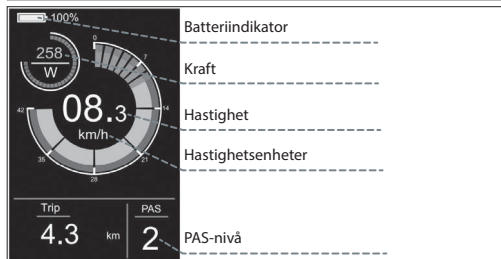 100%
Batteriindikator
258
W
Kraft
0
7
14
21
28
35
42
08.3
km/h
Hastighet
Hastighetsenheter
Trip
4.3 km
PAS
2
PAS-nivå